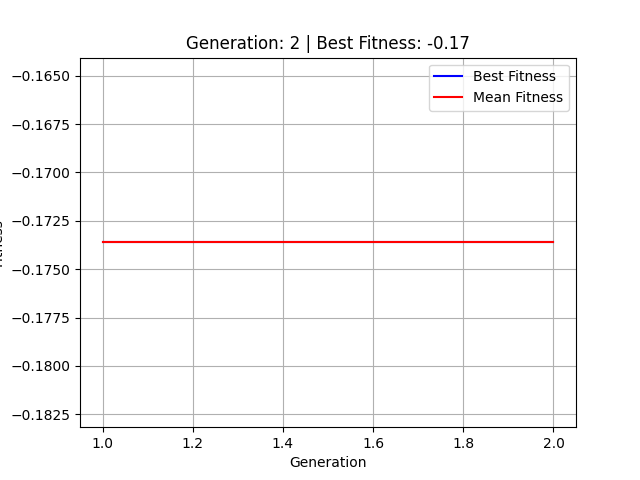 Generation: 2 | Best Fitness: -0.17
Best Fitness
Mean Fitness
−0.1650
−0.1675
−0.1700
−0.1725
−0.1750
−0.1775
−0.1800
−0.1825
1.0 1.2 1.4 1.6 1.8 2.0
Generation